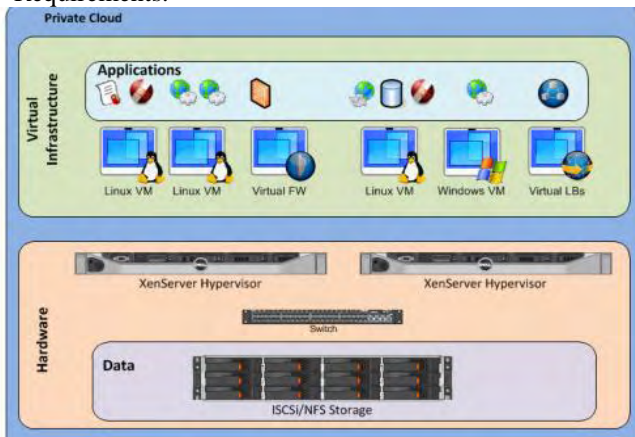 Requirements:
Private Cloud
Virtual
Infrastructure
Applications
Linux VM Linux VM Virtual FW Linux VM Windows VM Virtual LBs
Hardware
XenServer Hypervisor XenServer Hypervisor
Switch
Data
ISCSi/NFS Storage